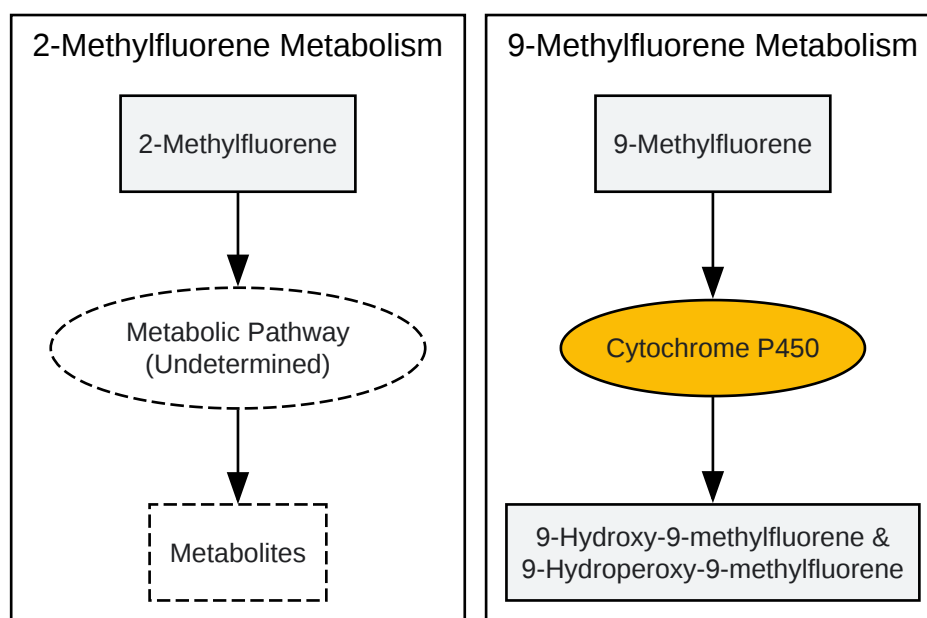 2-Methylfluorene Metabolism
2-Methylfluorene
Metabolic Pathway
(Undetermined)
Metabolites
9-Methylfluorene Metabolism
9-Methylfluorene
Cytochrome P450
9-Hydroxy-9-methylfluorene &
9-Hydroperoxy-9-methylfluorene